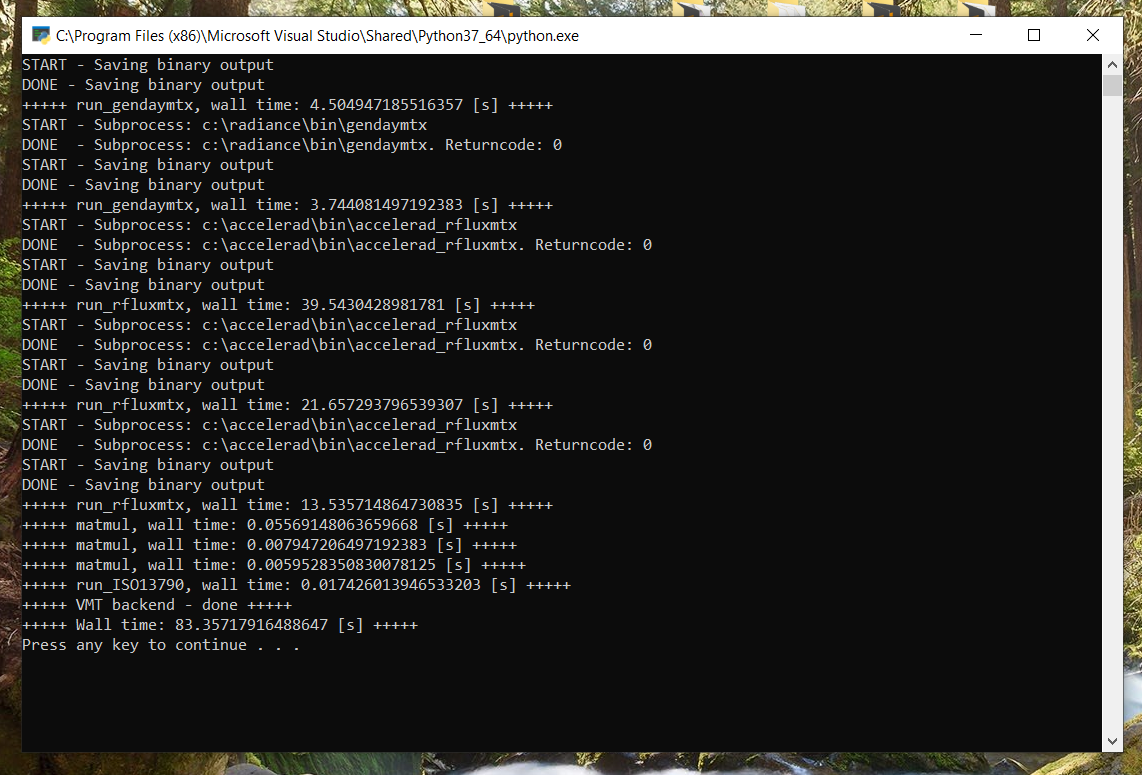 C:\Program Files (x86)\Microsoft Visual Studio\Shared\Python37_64\python.exe
START - Saving binary output
DONE - Saving binary output
+++++ run_gendaymtx, wall time: 4.504947185516357 [s] +++++
START - Subprocess: c:\radiance\bin\gendaymtx
DONE  - Subprocess: c:\radiance\bin\gendaymtx. Returncode: 0
START - Saving binary output
DONE - Saving binary output
+++++ run_gendaymtx, wall time: 3.744081497192383 [s] +++++
START - Subprocess: c:\accelerad\bin\accelerad_rfluxmtx
DONE  - Subprocess: c:\accelerad\bin\accelerad_rfluxmtx. Returncode: 0
START - Saving binary output
DONE - Saving binary output
+++++ run_rfluxmtx, wall time: 39.5430428981781 [s] +++++
START - Subprocess: c:\accelerad\bin\accelerad_rfluxmtx
DONE  - Subprocess: c:\accelerad\bin\accelerad_rfluxmtx. Returncode: 0
START - Saving binary output
DONE - Saving binary output
+++++ run_rfluxmtx, wall time: 21.657293796539307 [s] +++++
START - Subprocess: c:\accelerad\bin\accelerad_rfluxmtx
DONE  - Subprocess: c:\accelerad\bin\accelerad_rfluxmtx. Returncode: 0
START - Saving binary output
DONE - Saving binary output
+++++ run_rfluxmtx, wall time: 13.535714864730835 [s] +++++
+++++ matmul, wall time: 0.05569148063659668 [s] +++++
+++++ matmul, wall time: 0.007947206497192383 [s] +++++
+++++ matmul, wall time: 0.0059528350830078125 [s] +++++
+++++ run_ISO13790, wall time: 0.017426013946533203 [s] +++++
+++++ VMT backend - done +++++
+++++ Wall time: 83.35717916488647 [s] +++++
Press any key to continue . . .